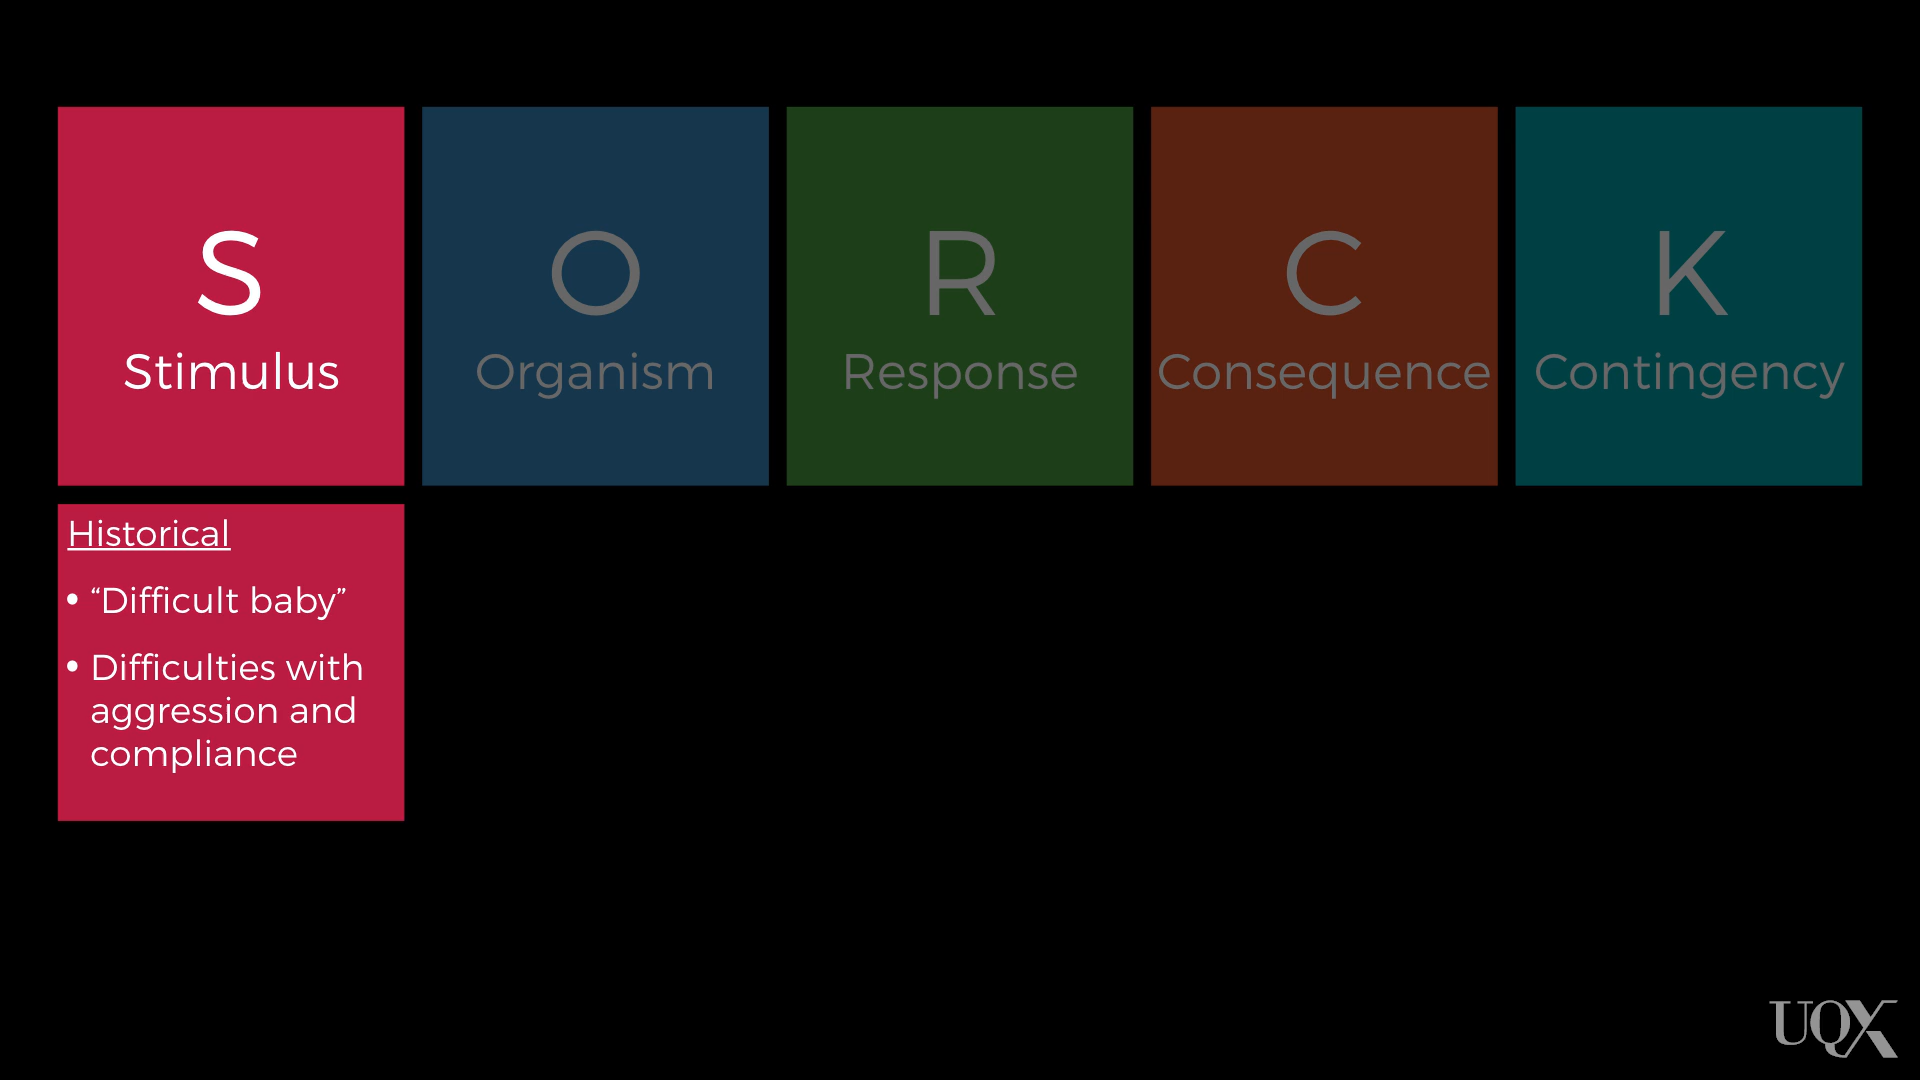 S
Stimulus
O
Organism
R
Response
C
Consequence
K
Contingency
Historical
• “Difficult baby”
• Difficulties with
aggression and
compliance
UQX